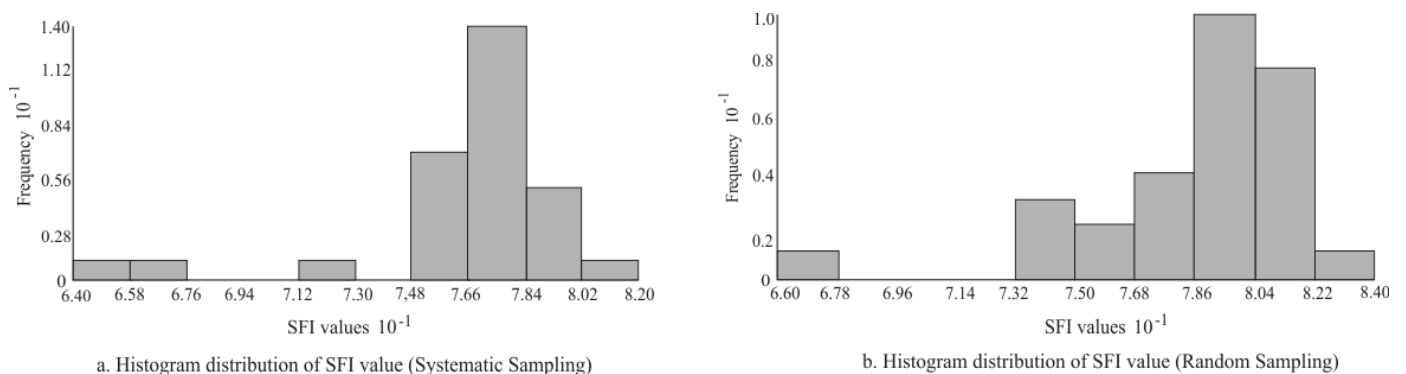 1.40
1.12
0.84
0.56
0.28
0
Frequency 10-1
6.40 6.58 6.76 6.94 7.12 7.30 7,48 7.66 7.84 8.02 8.20
SFI values 10-1
a. Histogram distribution of SFI value (Systematic Sampling)
1.0
0.8
0.6
0.4
0.2
0
Frequency 10-1
6.60 6.78 6.96 7.14 7.32 7.50 7.68 7.86 8.04 8.22 8.40
SFI values 10-1
b. Histogram distribution of SFI value (Random Sampling)